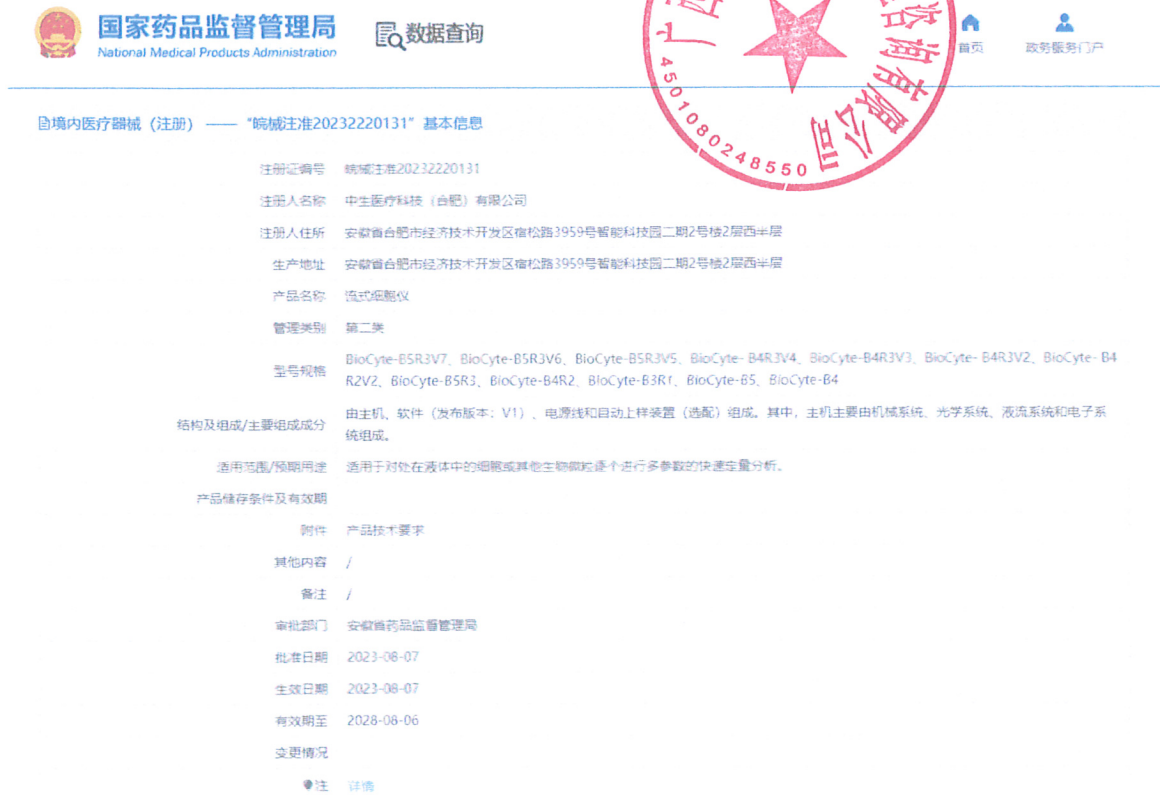 国家药品监督管理局
National Medical Products Administration
数据查询
首页
政务服务门户
广西
咨询有限公司
4501080248550
境内医疗器械（注册） —— “皖械注准20232220131” 基本信息
注册证编号 皖械注准20232220131
注册人名称 中生医疗科技（合肥）有限公司
注册人住所 安徽省合肥市经济技术开发区宿松路3959号智能科技园二期2号楼2层西半层
生产地址 安徽省合肥市经济技术开发区宿松路3959号智能科技园二期2号楼2层西半层
产品名称 流式细胞仪
管理类别 第二类
型号规格 BioCyte-B5R3V7、BioCyte-B5R3V6、BioCyte-B5R3V5、BioCyte- B4R3V4、BioCyte-B4R3V3、BioCyte- B4R3V2、BioCyte- B4
R2V2、BioCyte-B5R3、BioCyte-B4R2、BioCyte-B3R1、BioCyte-B5、BioCyte-B4
结构及组成/主要组成成分 由主机、软件（发布版本：V1）、电源线和自动上样装置（选配）组成。其中，主机主要由机械系统、光学系统、液流系统和电子系
统组成。
适用范围/预期用途 适用于对处在液体中的细胞或其他生物微粒逐个进行多参数的快速定量分析。
产品储存条件及有效期
附件 产品技术要求
其他内容 /
备注 /
审批部门 安徽省药品监督管理局
批准日期 2023-08-07
生效日期 2023-08-07
有效期至 2028-08-06
变更情况
注 详情